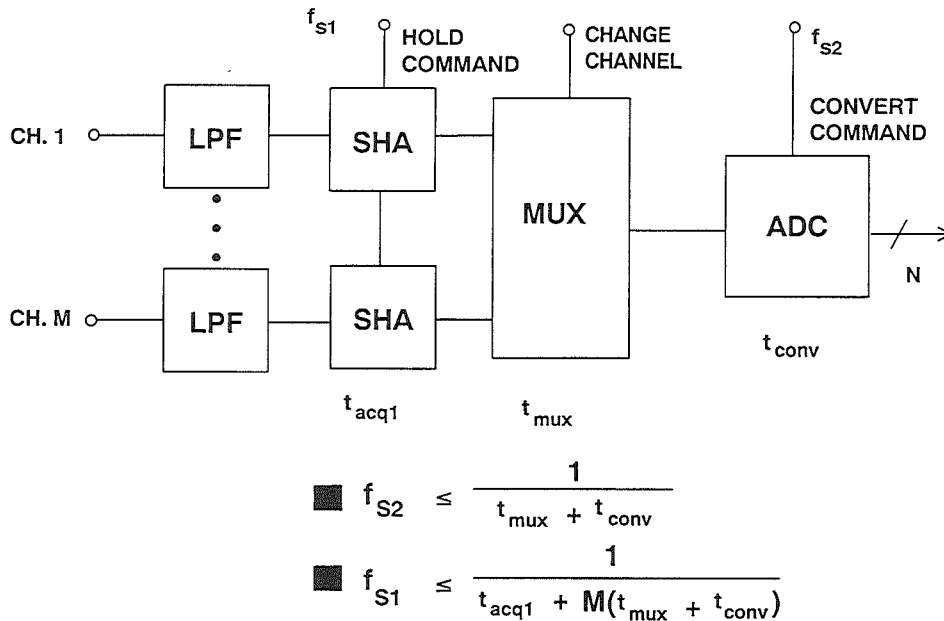 f_S1
HOLD
COMMAND
CHANGE
CHANNEL
f_S2
CONVERT
COMMAND
CH. 1
LPF
SHA
MUX
ADC
N
CH. M
LPF
SHA
t_acq1
t_mux
t_conv
■ f_S2 ≤ 1 / (t_mux + t_conv)
■ f_S1 ≤ 1 / (t_acq1 + M(t_mux + t_conv))